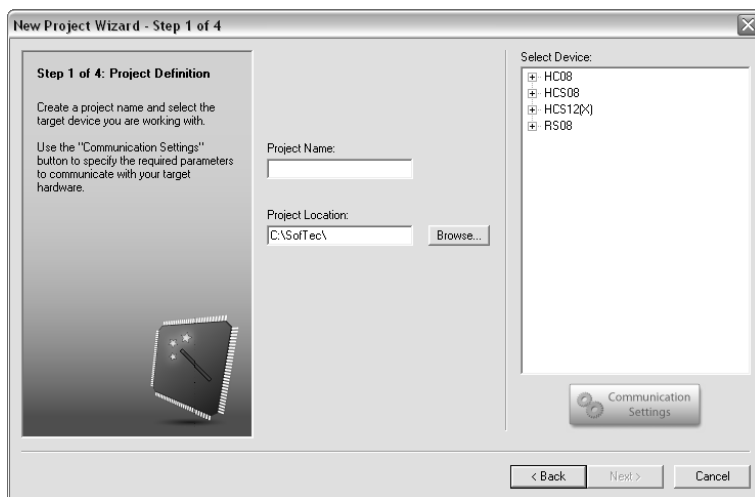 New Project Wizard - Step 1 of 4
Step 1 of 4: Project Definition
Create a project name and select the
target device you are working with.
Use the "Communication Settings"
button to specify the required parameters
to communicate with your target
hardware.
Project Name:
Project Location:
C:\SofTec\
Browse...
Select Device:
HC08
HCS08
HCS12(X)
RS08
Communication
Settings
< Back
Next >
Cancel